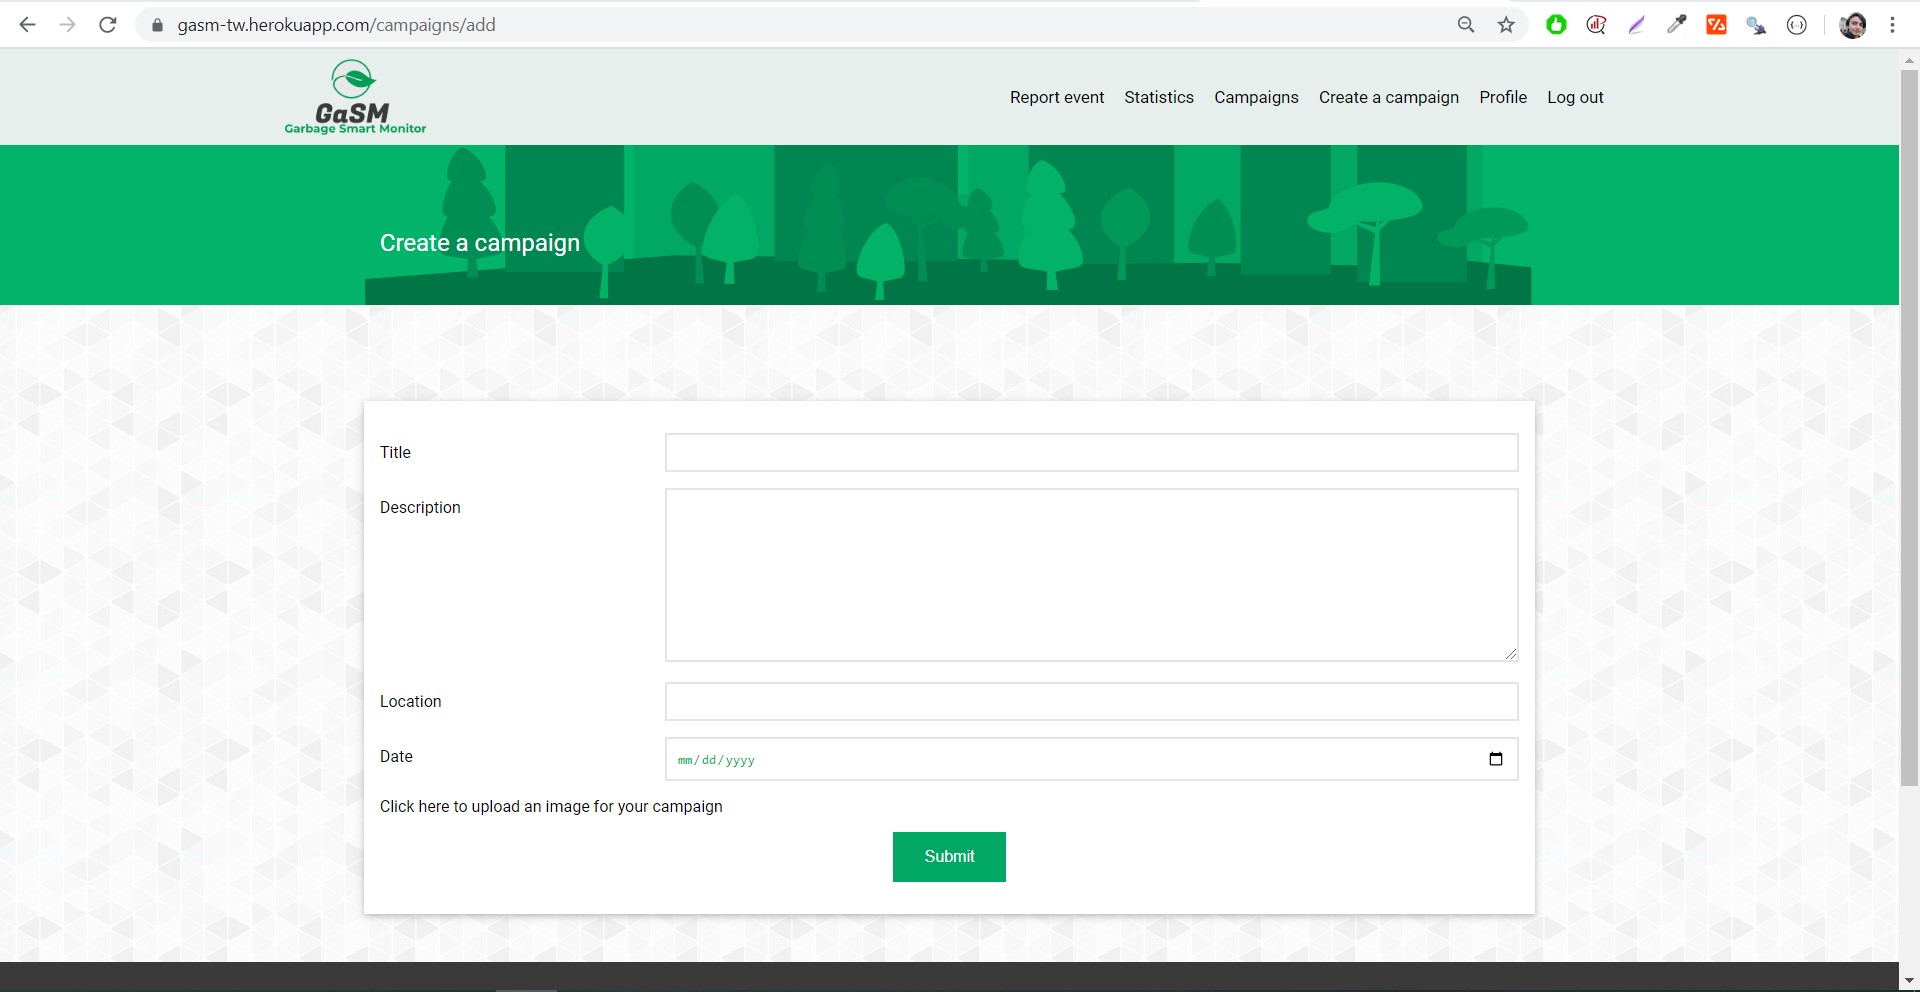 gasm-tw.herokuapp.com/campaigns/add
GaSM
Garbage Smart Monitor
Report event Statistics Campaigns Create a campaign Profile Log out
Create a campaign
Title
Description
Location
Date
mm/dd/yyyy
Click here to upload an image for your campaign
Submit